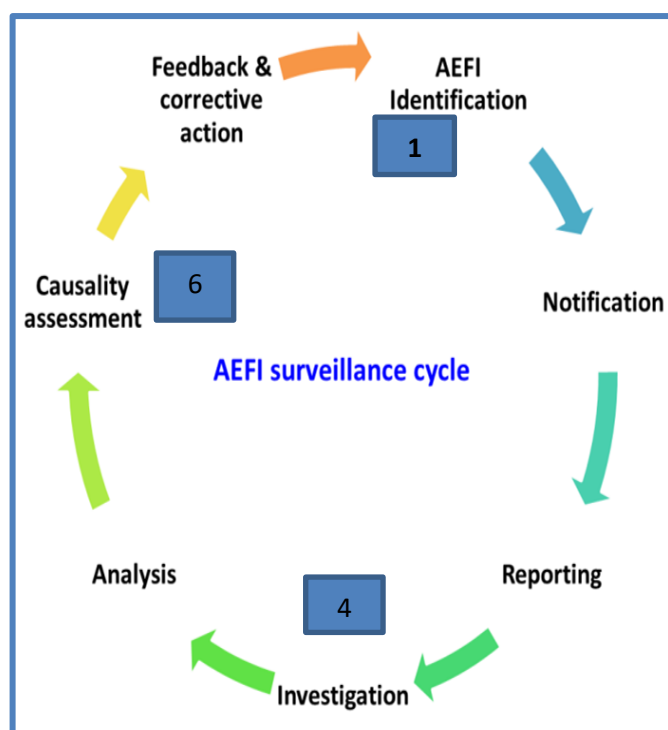 Feedback &
corrective
action
AEFI
Identification
1
Notification
Reporting
Investigation
4
Analysis
Causality
assessment
6
AEFI surveillance cycle